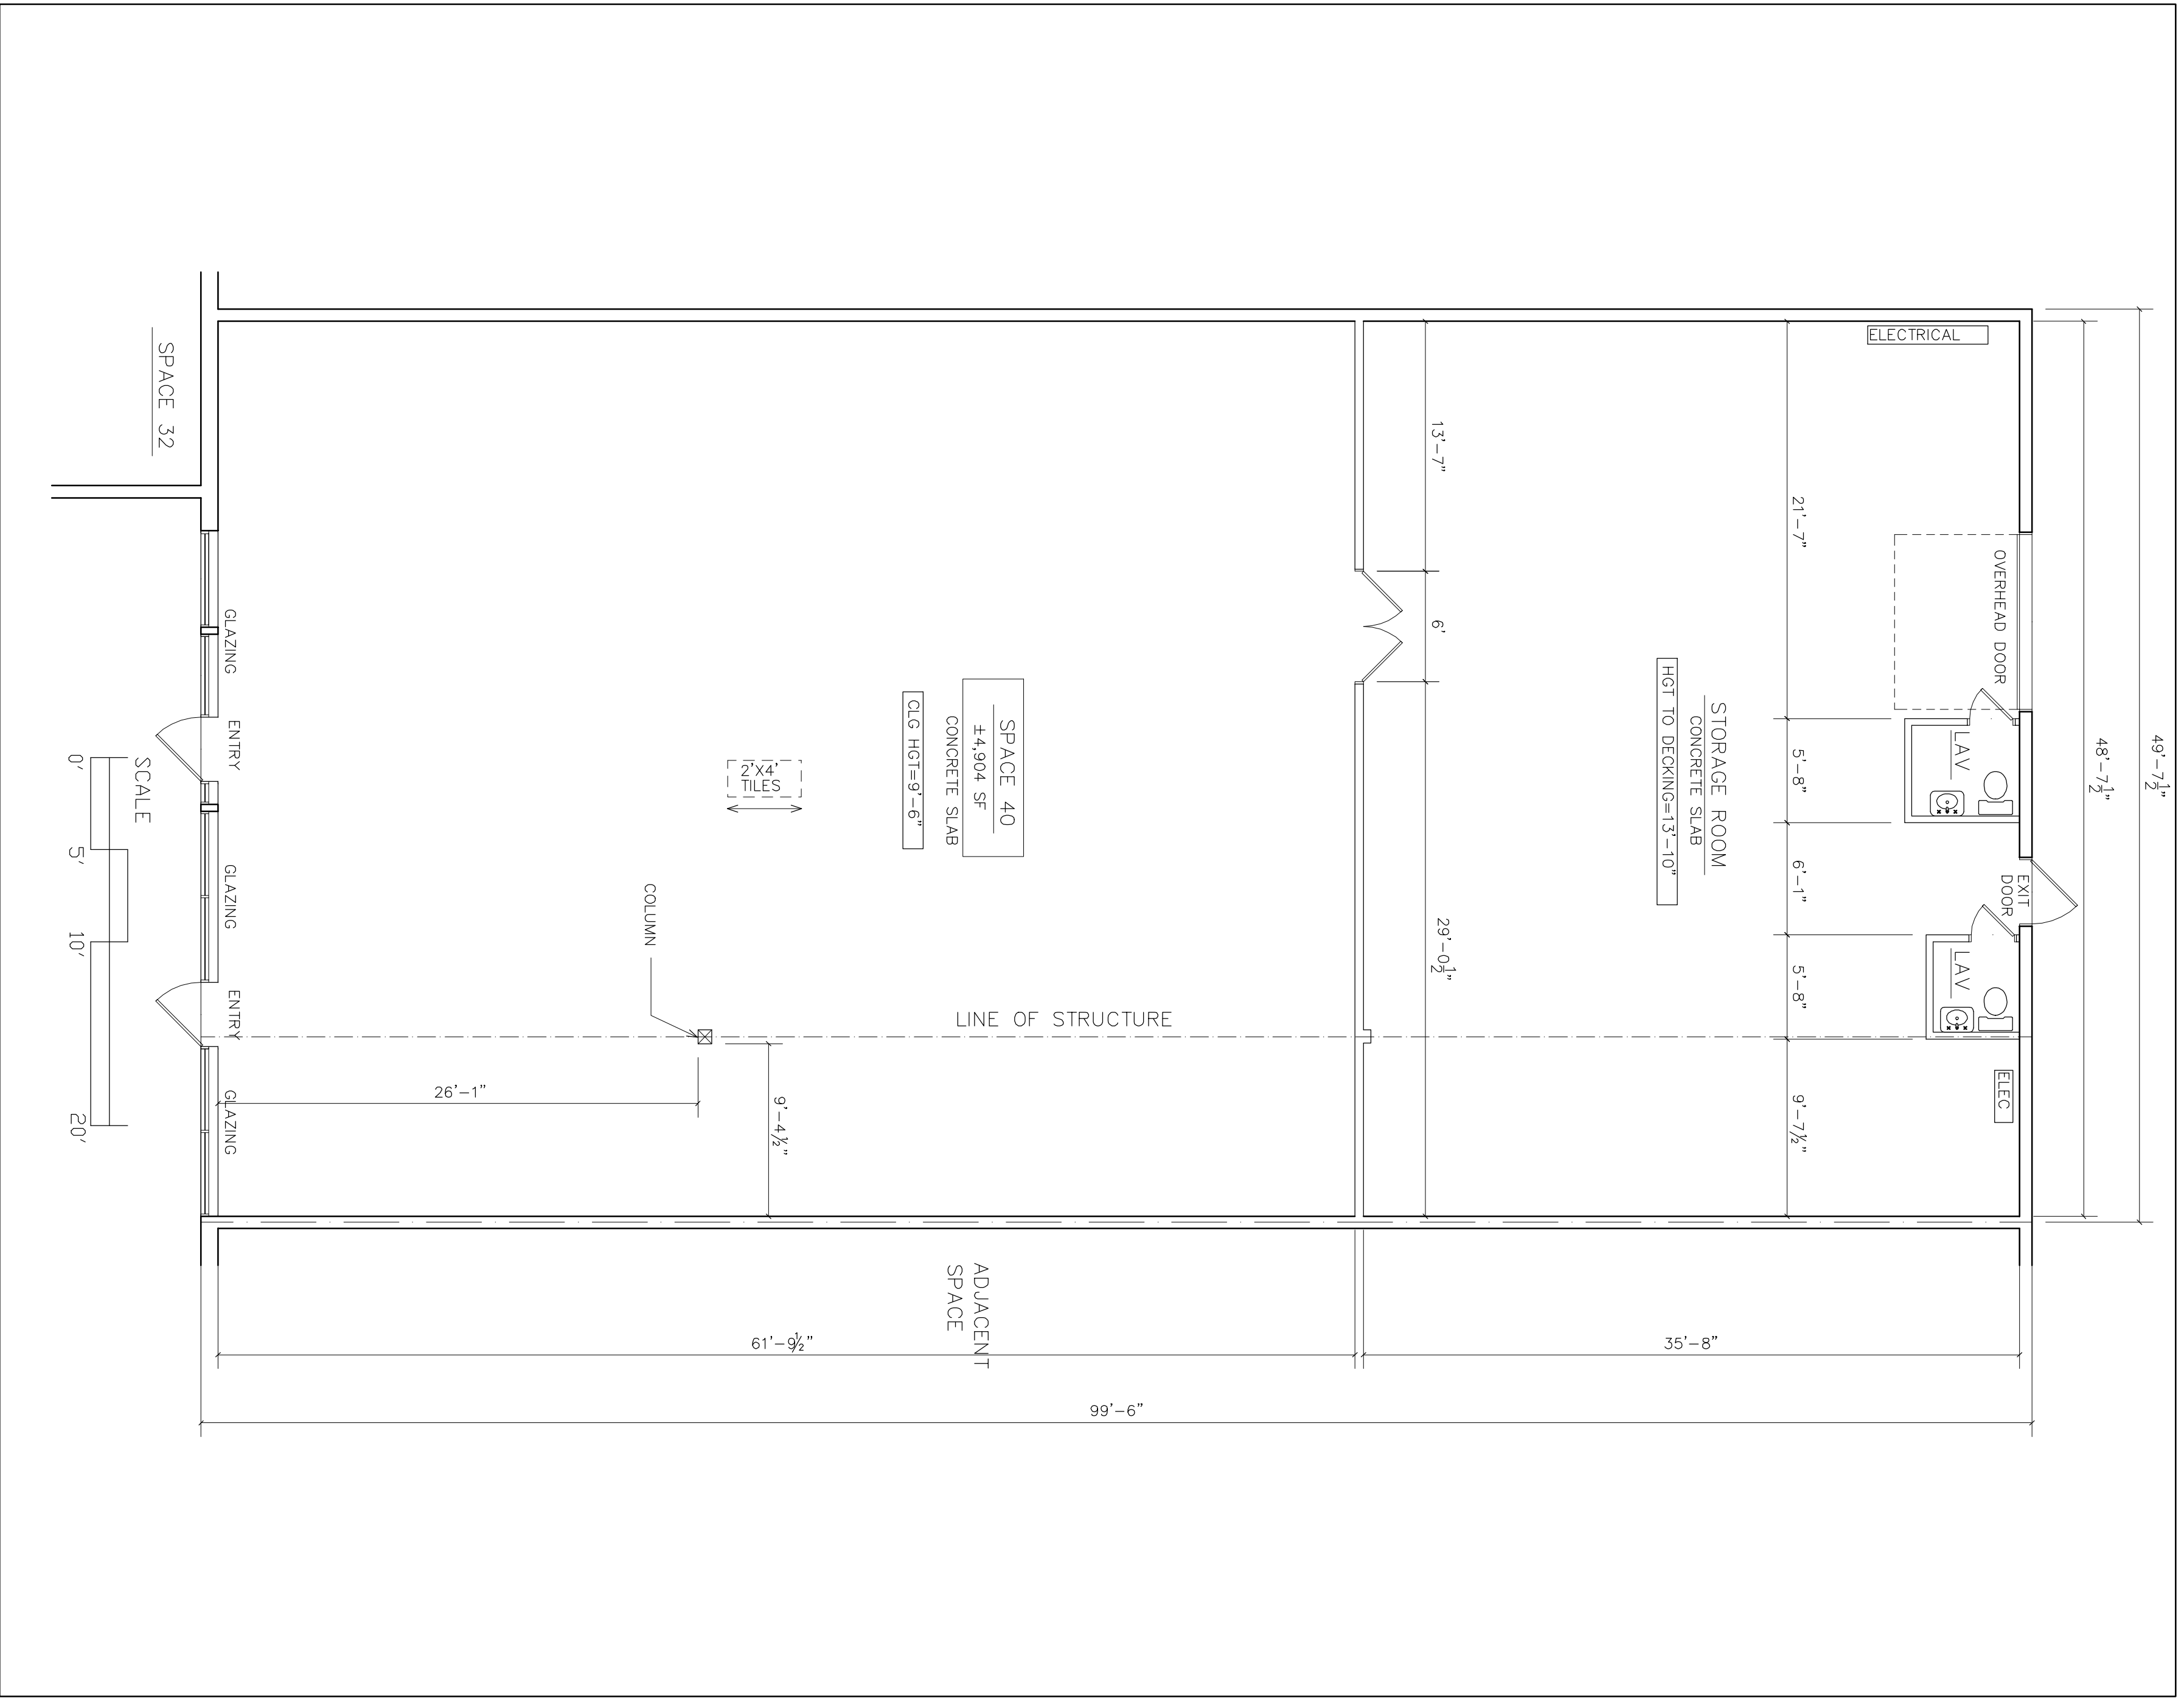 49'-7½"
48'-7½"
ELECTRICAL
OVERHEAD DOOR
LAV
EXIT
DOOR
LAV
ELEC
21'-7"
5'-8"
6'-1"
5'-8"
9'-7½"
STORAGE ROOM
CONCRETE SLAB
HGT TO DECKING=13'-10"
13'-7"
6'
29'-0½"
35'-8"
99'-6"
61'-9½"
ADJACENT
SPACE
LINE OF STRUCTURE
SPACE 40
±4,904 SF
CONCRETE SLAB
CLG HGT=9'-6"
2'X4'
TILES
9'-4½"
COLUMN
26'-1"
GLAZING
ENTRY
GLAZING
ENTRY
GLAZING
SPACE 32
SCALE
0'
5'
10'
20'